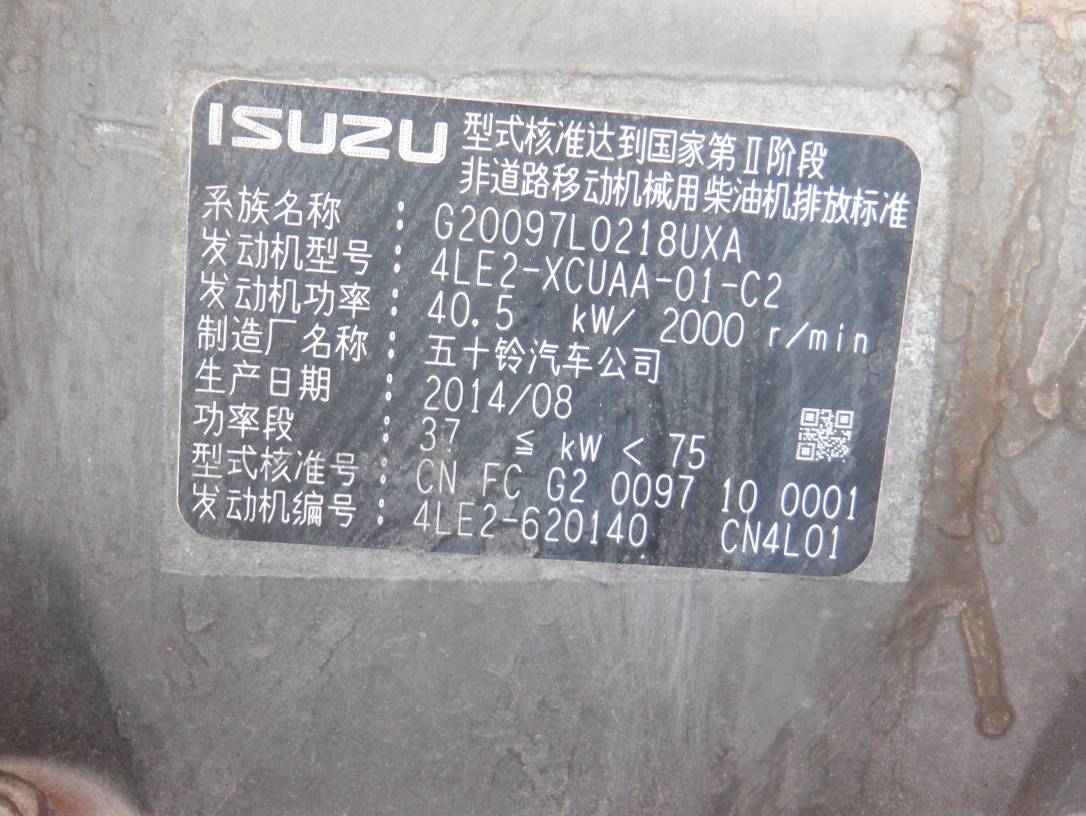 ISUZU 型式核准达到国家第Ⅱ阶段
非道路移动机械用柴油机排放标准
系族名称 : G20097L0218UXA
发动机型号 : 4LE2-XCUAA-01-C2
发动机功率 : 40.5 kW/ 2000 r/min
制造厂名称 : 五十铃汽车公司
生产日期 : 2014/08
功率段 : 37 ≦ kW < 75
型式核准号 : CN FC G2 0097 10 0001
发动机编号 : 4LE2-620140 CN4L01